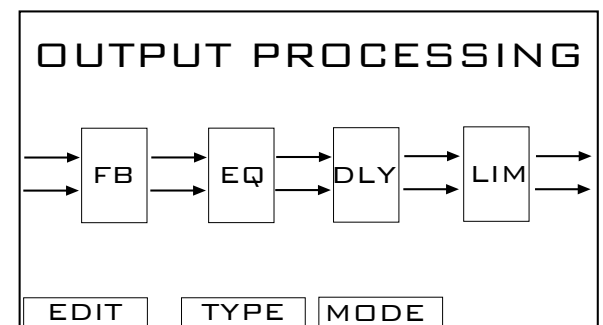 OUTPUT PROCESSING
FB EQ DLY LIM
EDIT TYPE MODE